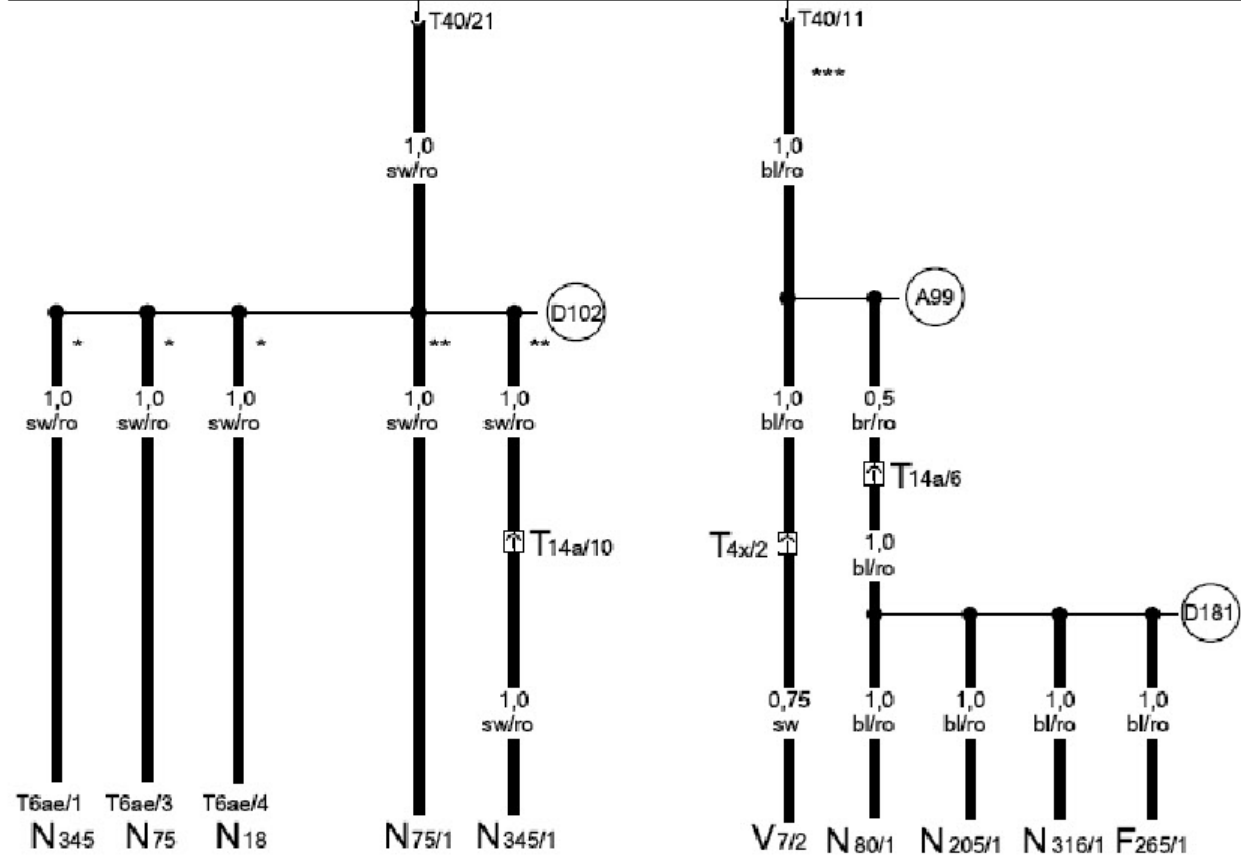 T40/21
T40/11
***
1,0
sw/ro
1,0
bl/ro
A99
D102
* * * ** **
1,0 1,0 1,0 1,0 1,0 1,0 0,5
sw/ro sw/ro sw/ro sw/ro sw/ro bl/ro br/ro
T14a/6
T14a/10
T4x/2
1,0
bl/ro
D181
1,0
sw/ro
0,75 1,0 1,0 1,0 1,0
sw bl/ro bl/ro bl/ro bl/ro
T6ae/1 T6ae/3 T6ae/4
N345 N75 N18 N75/1 N345/1 V7/2 N80/1 N205/1 N316/1 F265/1